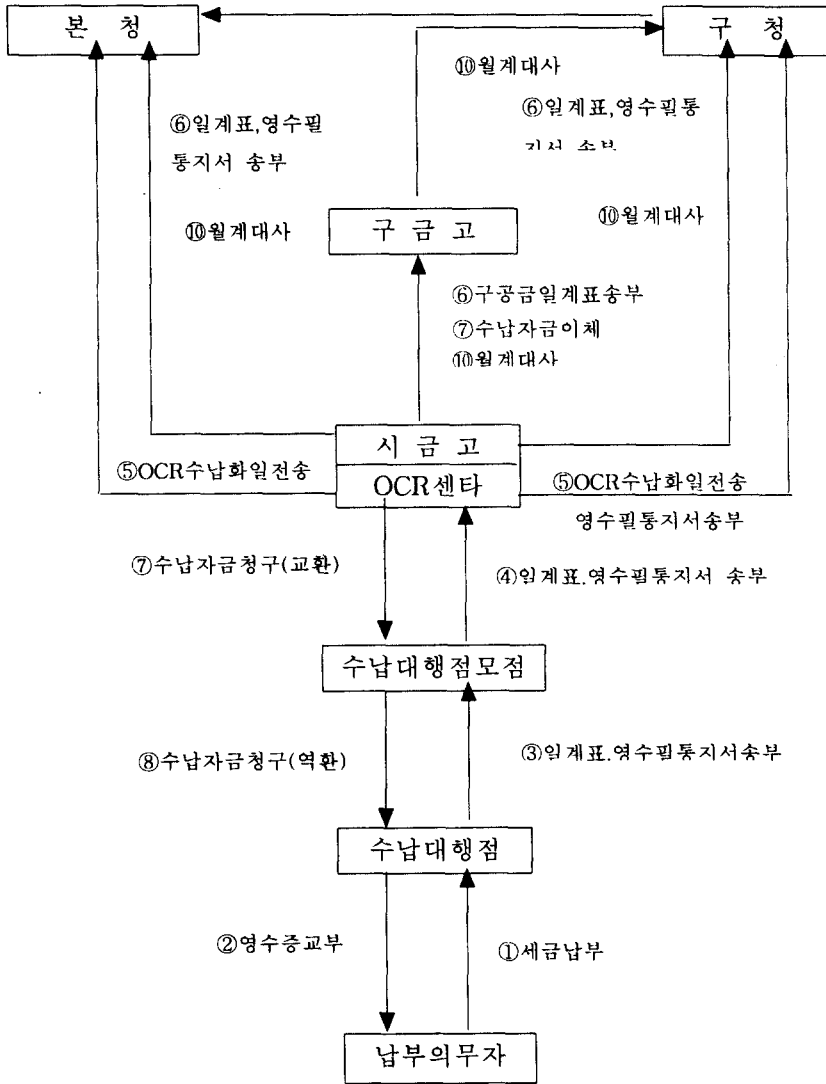 본 청
구 청
⑩월계대사
⑥일계표,영수필통
지서 송부
⑥일계표,영수필
통지서 송부
⑩월계대사
구 금 고
⑩월계대사
⑥구공금일계표송부
⑦수납자금이체
⑩월계대사
시 금 고
OCR센타
⑤OCR수납화일전송
⑤OCR수납화일전송
영수필통지서송부
⑦수납자금청구(교환)
④일계표.영수필통지서 송부
수납대행점모점
⑧수납자금청구(역환)
③일계표.영수필통지서송부
수납대행점
②영수증교부
①세금납부
납부의무자